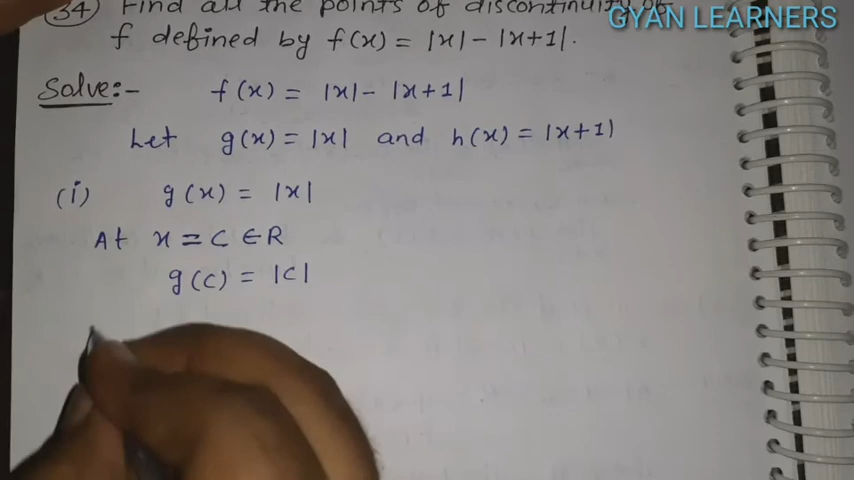 34) Find all the points of discontinuity of
GYAN LEARNERS
f defined by f(x) = |x| - |x+1|.
Solve:- f(x) = |x| - |x+1|
Let g(x) = |x| and h(x) = |x+1|
(i) g(x) = |x|
At x = C ∈ R
g(c) = |c|